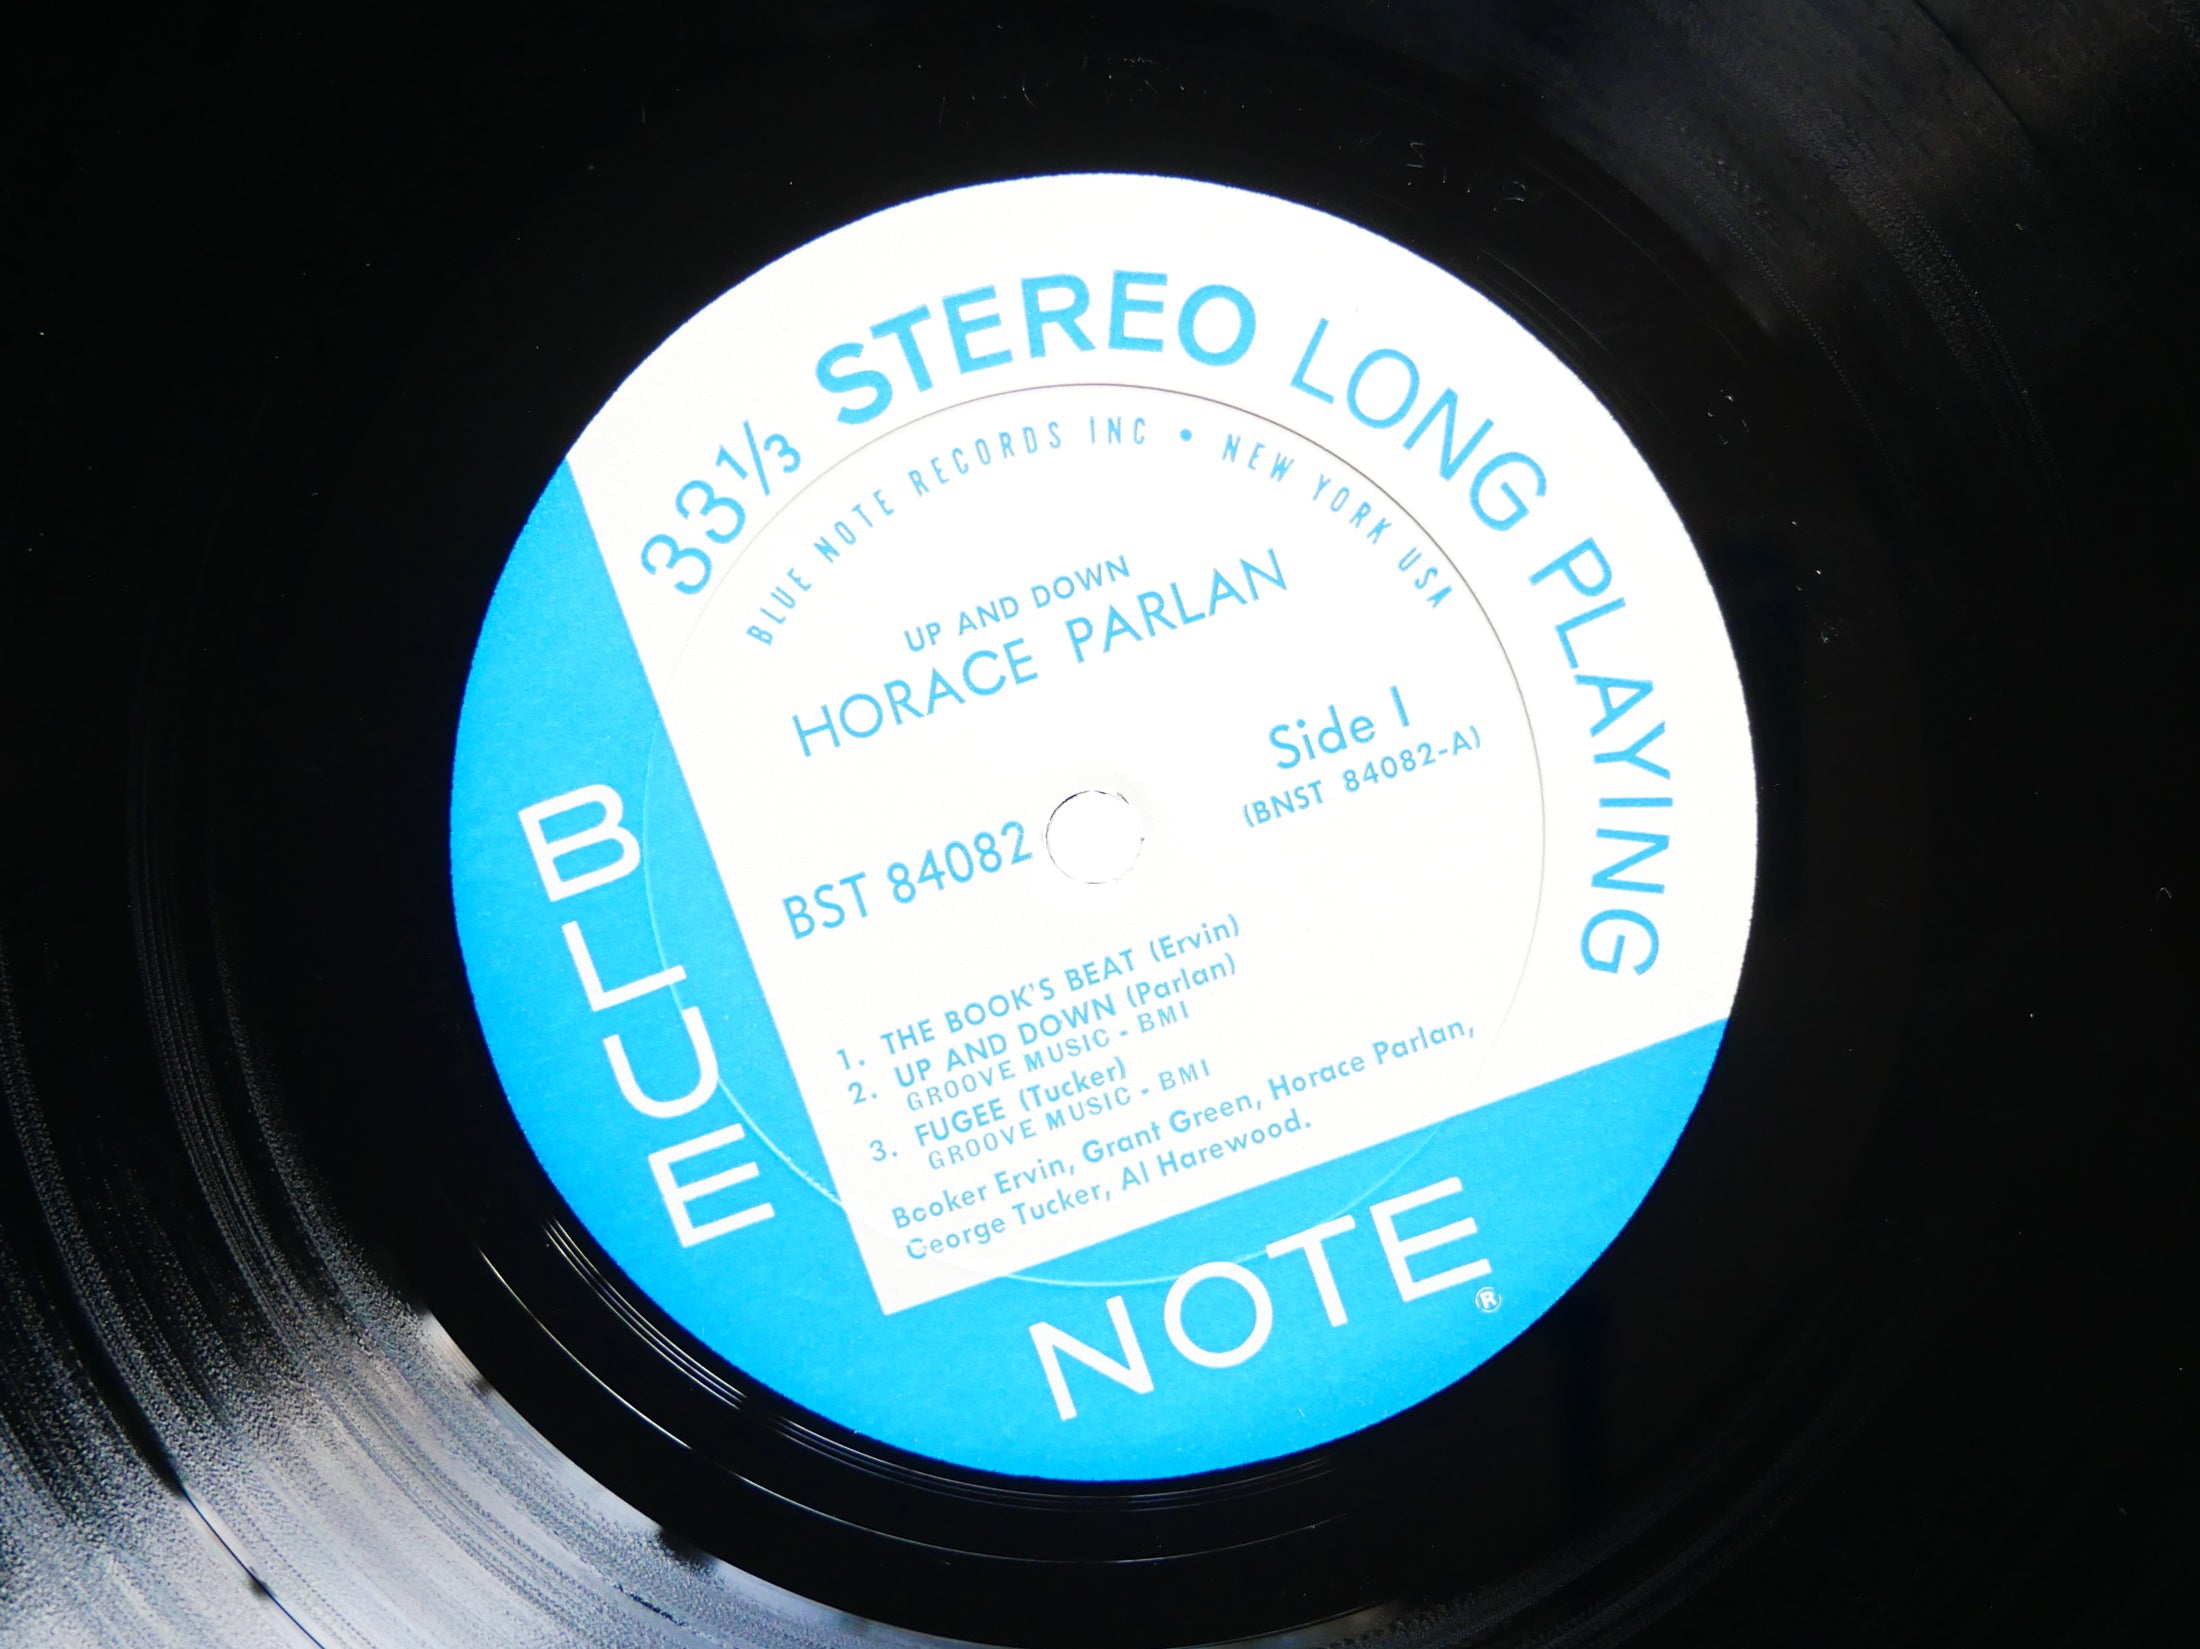 33⅓ STEREO LONG PLAYING
BLUE NOTE RECORDS INC • NEW YORK USA
UP AND DOWN
HORACE PARLAN
Side 1
(BNST 84082-A)
BST 84082
1. THE BOOK'S BEAT (Ervin)
2. UP AND DOWN (Parlan)
GROOVE MUSIC - BMI
3. FUGEE (Tucker)
GROOVE MUSIC - BMI
Booker Ervin, Grant Green, Horace Parlan,
George Tucker, Al Harewood.
BLUE
NOTE®